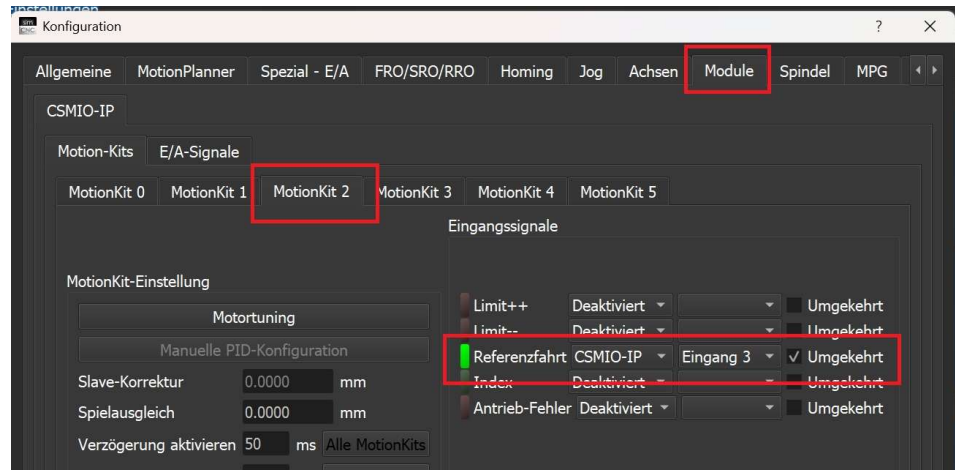 instellungen
sim
ENC
Konfiguration
?
Allgemeine MotionPlanner Spezial - E/A FRO/SRO/RRO Homing Jog Achsen Module Spindel MPG
CSMIO-IP
Motion-Kits E/A-Signale
MotionKit 0 MotionKit 1 MotionKit 2 MotionKit 3 MotionKit 4 MotionKit 5
Eingangssignale
MotionKit-Einstellung
Motortuning
Manuelle PID-Konfiguration
Slave-Korrektur 0.0000 mm
Spielausgleich 0.0000 mm
Verzögerung aktivieren 50 ms Alle MotionKits
Limit++ Deaktiviert Umgekehrt
Limit-- Deaktiviert Umgekehrt
Referenzfahrt CSMIO-IP Eingang 3 Umgekehrt
Index Deaktiviert Umgekehrt
Antrieb-Fehler Deaktiviert Umgekehrt